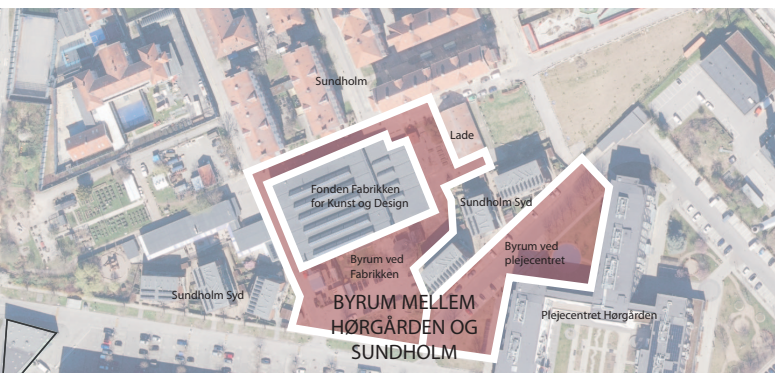 Sundholm
Lade
Fonden Fabrikken
for Kunst og Design
Sundholm Syd
Byrum ved
plejecentret
Byrum ved
Fabrikken
Sundholm Syd
BYRUM MELLEM
HØRGÅRDEN OG
SUNDHOLM
Plejecentret Hørgården